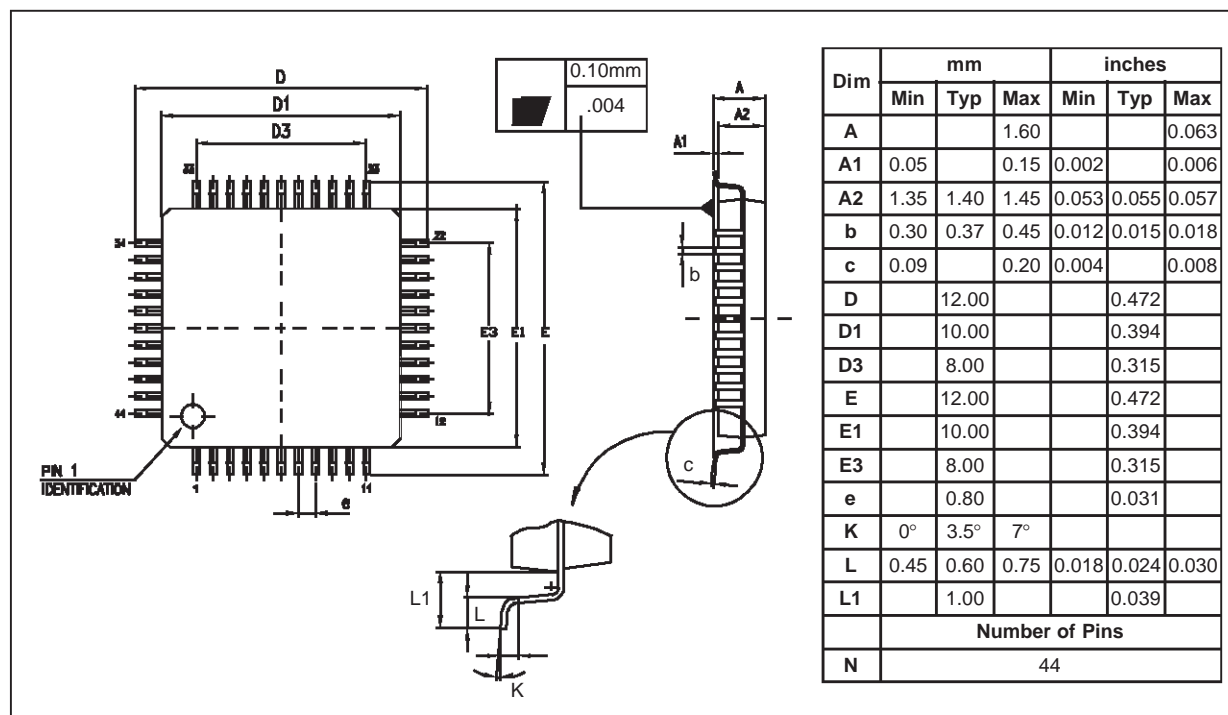 D
D1
D3
0.10mm
.004
A
A2
A1
33
23
34
22
44
12
E3
E1
E
b
PIN 1
IDENTIFICATION
1
11
e
c
L1
L
K
Dim mm inches
Min Typ Max Min Typ Max
A 1.60 0.063
A1 0.05 0.15 0.002 0.006
A2 1.35 1.40 1.45 0.053 0.055 0.057
b 0.30 0.37 0.45 0.012 0.015 0.018
c 0.09 0.20 0.004 0.008
D 12.00 0.472
D1 10.00 0.394
D3 8.00 0.315
E 12.00 0.472
E1 10.00 0.394
E3 8.00 0.315
e 0.80 0.031
K 0° 3.5° 7°
L 0.45 0.60 0.75 0.018 0.024 0.030
L1 1.00 0.039
Number of Pins
N 44